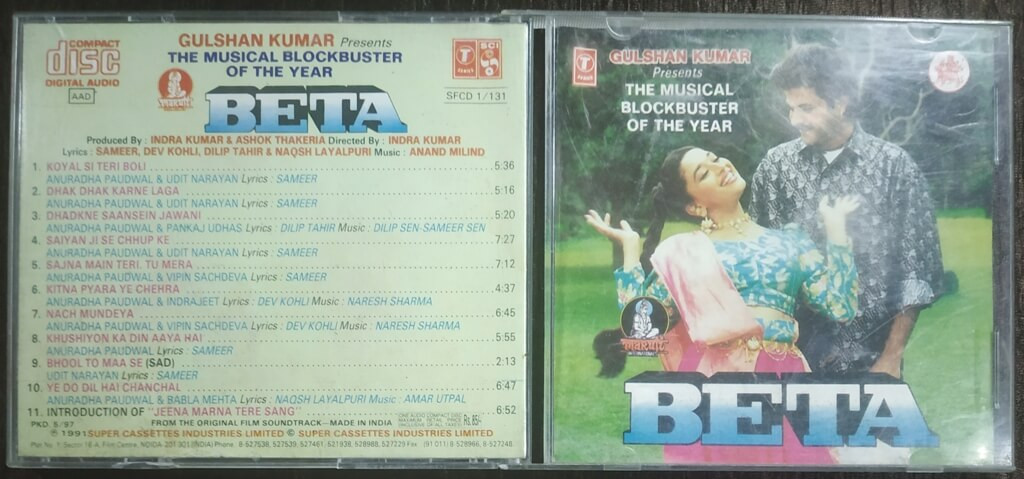 COMPACT
disc
DIGITAL AUDIO
AAD
GULSHAN KUMAR Presents
THE MUSICAL BLOCKBUSTER
OF THE YEAR
T
SERIES
SCI
SFCD 1/131
BETA
Produced By : INDRA KUMAR & ASHOK THAKERIA Directed By : INDRA KUMAR
Lyrics : SAMEER, DEV KOHLI, DILIP TAHIR & NAQSH LAYALPURI Music : ANAND MILIND
1. KOYAL SI TERI BOLI 5:36
ANURADHA PAUDWAL & UDIT NARAYAN Lyrics : SAMEER
2. DHAK DHAK KARNE LAGA 5:16
ANURADHA PAUDWAL & UDIT NARAYAN Lyrics : SAMEER
3. DHADKNE SAANSEIN JAWANI 5:20
ANURADHA PAUDWAL & PANKAJ UDHAS Lyrics : DILIP TAHIR Music : DILIP SEN-SAMEER SEN
4. SAIYAN JI SE CHHUP KE 7:27
ANURADHA PAUDWAL & UDIT NARAYAN Lyrics : SAMEER
5. SAJNA MAIN TERI, TU MERA 7:12
ANURADHA PAUDWAL & VIPIN SACHDEVA Lyrics : SAMEER
6. KITNA PYARA YE CHEHRA 4:37
ANURADHA PAUDWAL & INDRAJEET Lyrics : DEV KOHLI Music : NARESH SHARMA
7. NACH MUNDEYA 6:45
ANURADHA PAUDWAL & VIPIN SACHDEVA Lyrics : DEV KOHLI Music : NARESH SHARMA
8. KHUSHIYON KA DIN AAYA HAI 5:55
ANURADHA PAUDWAL Lyrics : SAMEER
9. BHOOL TO MAA SE (SAD) 2:13
UDIT NARAYAN Lyrics : SAMEER
10. YE DO DIL HAI CHANCHAL 6:47
ANURADHA PAUDWAL & BABLA MEHTA Lyrics : NAQSH LAYALPURI Music : AMAR UTPAL
11. INTRODUCTION OF "JEENA MARNA TERE SANG" 6:52
PKD. 5/97 FROM THE ORIGINAL FILM SOUNDTRACK—MADE IN INDIA Rs.85/-
℗ 1991 SUPER CASSETTES INDUSTRIES LIMITED © SUPER CASSETTES INDUSTRIES LIMITED
T
SERIES
GULSHAN KUMAR
Presents
THE MUSICAL
BLOCKBUSTER
OF THE YEAR
maruti
INTERNATIONAL
BETA